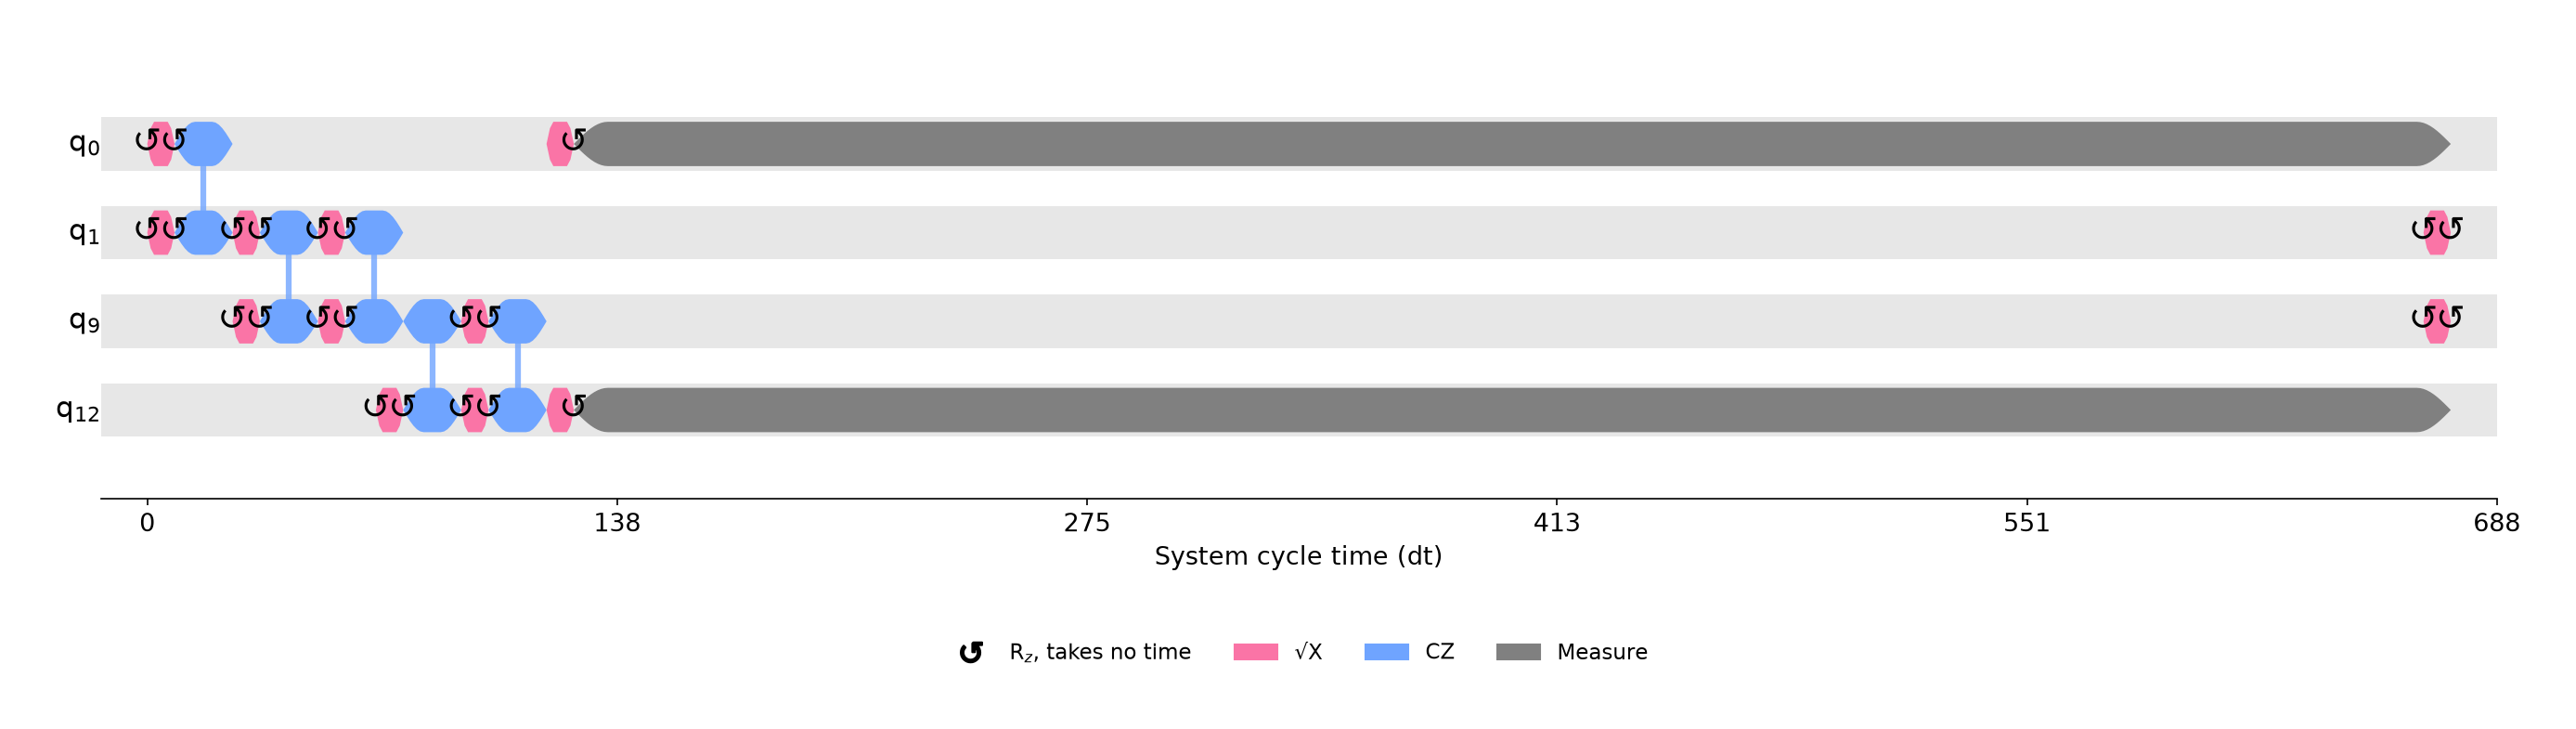 q₀
q₁
q₉
q₁₂
0 138 275 413 551 688
System cycle time (dt)
↺ R𝓏, takes no time √X CZ Measure